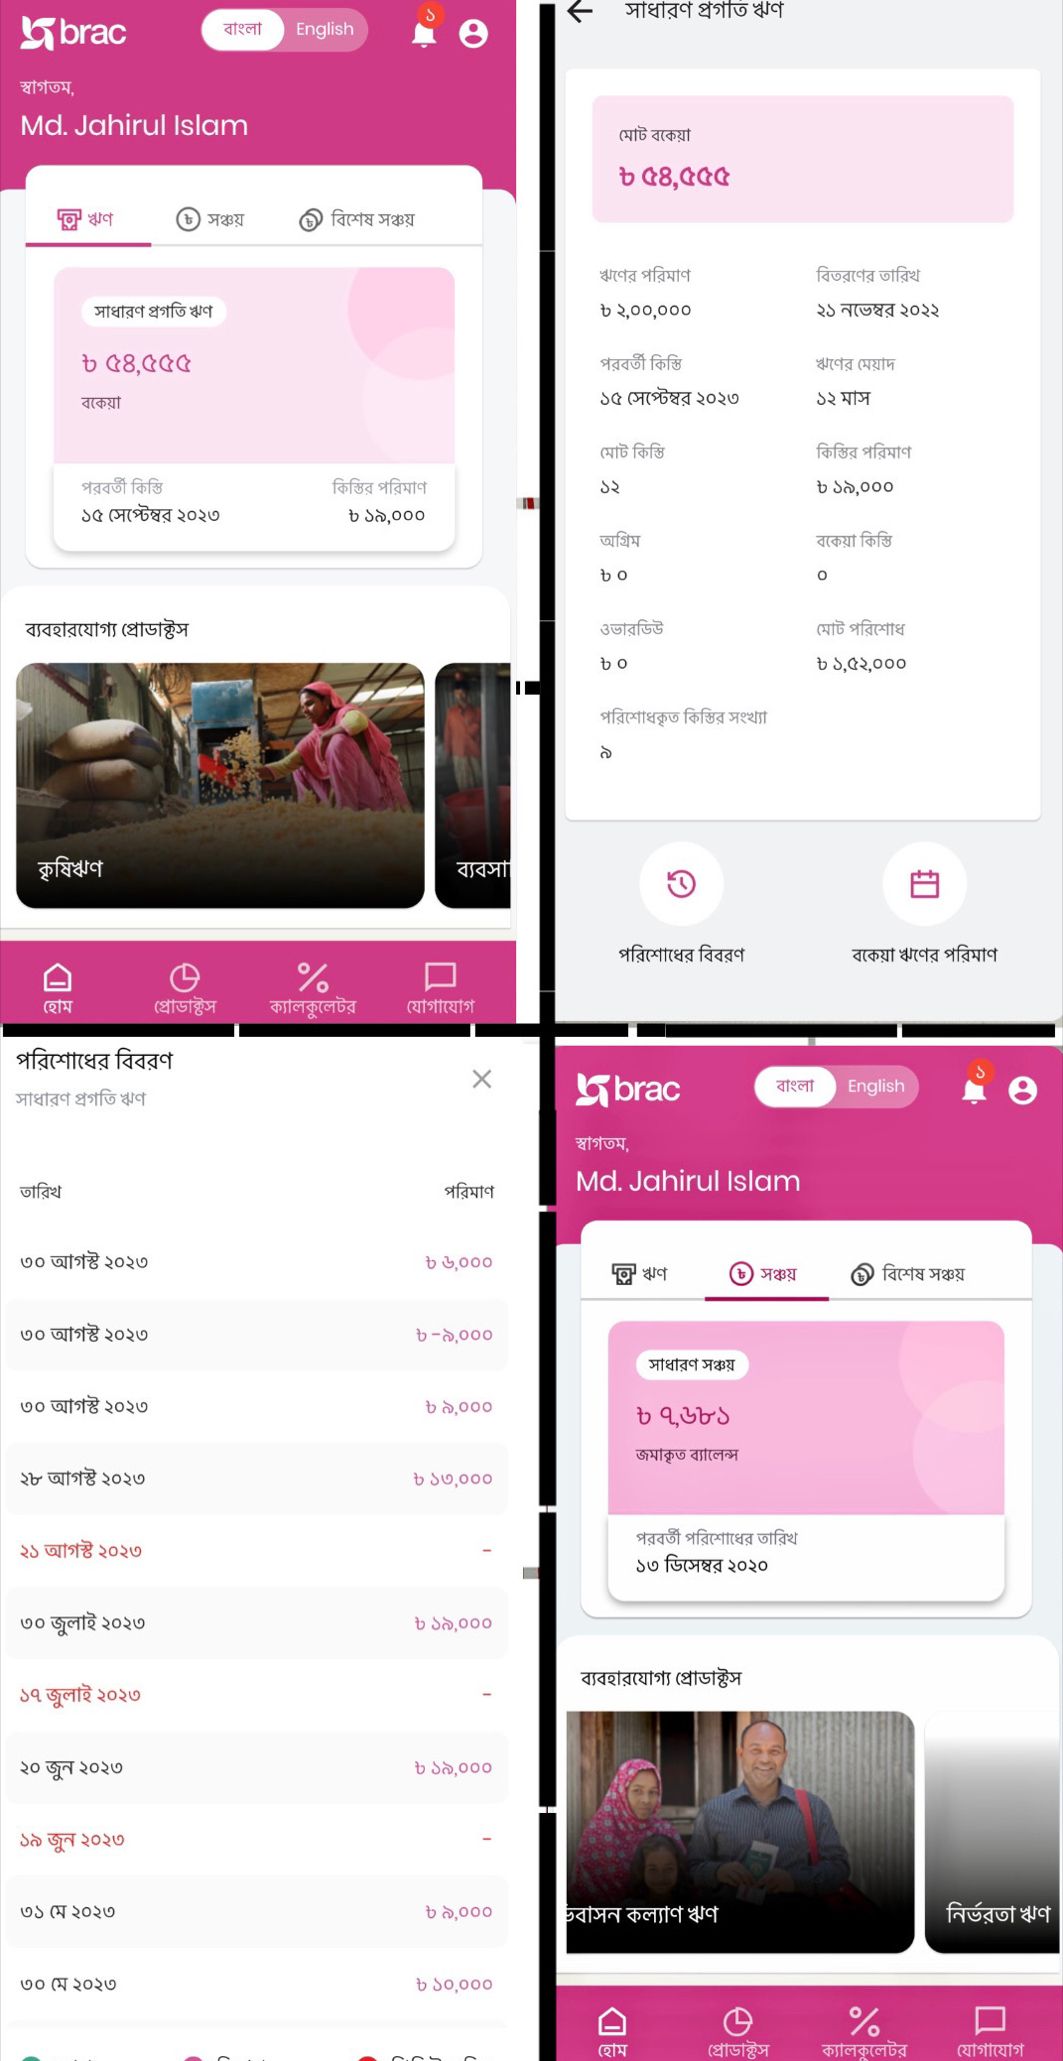 brac
বাংলা English
১
স্বাগতম,
Md. Jahirul Islam
ঋণ সঞ্চয় বিশেষ সঞ্চয়
সাধারণ প্রগতি ঋণ
৳ ৫৪,৫৫৫
বকেয়া
পরবর্তী কিস্তি কিস্তির পরিমাণ
১৫ সেপ্টেম্বর ২০২৩ ৳ ১৯,০০০
ব্যবহারযোগ্য প্রোডাক্টস
কৃষিঋণ ব্যবসা
হোম প্রোডাক্টস ক্যালকুলেটর যোগাযোগ
সাধারণ প্রগতি ঋণ
মোট বকেয়া
৳ ৫৪,৫৫৫
ঋণের পরিমাণ বিতরণের তারিখ
৳ ২,০০,০০০ ২১ নভেম্বর ২০২২
পরবর্তী কিস্তি ঋণের মেয়াদ
১৫ সেপ্টেম্বর ২০২৩ ১২ মাস
মোট কিস্তি কিস্তির পরিমাণ
১২ ৳ ১৯,০০০
অগ্রিম বকেয়া কিস্তি
৳ ০ ০
ওভারডিউ মোট পরিশোধ
৳ ০ ৳ ১,৫২,০০০
পরিশোধকৃত কিস্তির সংখ্যা
৯
পরিশোধের বিবরণ বকেয়া ঋণের পরিমাণ
পরিশোধের বিবরণ
সাধারণ প্রগতি ঋণ
তারিখ পরিমাণ
৩০ আগস্ট ২০২৩ ৳ ৬,০০০
৩০ আগস্ট ২০২৩ ৳ -৯,০০০
৩০ আগস্ট ২০২৩ ৳ ৯,০০০
২৮ আগস্ট ২০২৩ ৳ ১৩,০০০
২১ আগস্ট ২০২৩ -
৩০ জুলাই ২০২৩ ৳ ১৯,০০০
১৭ জুলাই ২০২৩ -
২০ জুন ২০২৩ ৳ ১৯,০০০
১৯ জুন ২০২৩ -
৩১ মে ২০২৩ ৳ ৯,০০০
৩০ মে ২০২৩ ৳ ১০,০০০
brac
বাংলা English
১
স্বাগতম,
Md. Jahirul Islam
ঋণ সঞ্চয় বিশেষ সঞ্চয়
সাধারণ সঞ্চয়
৳ ৭,৬৮১
জমাকৃত ব্যালেন্স
পরবর্তী পরিশোধের তারিখ
১৩ ডিসেম্বর ২০২০
ব্যবহারযোগ্য প্রোডাক্টস
ভিবাসন কল্যাণ ঋণ নির্ভরতা ঋণ
হোম প্রোডাক্টস ক্যালকুলেটর যোগাযোগ